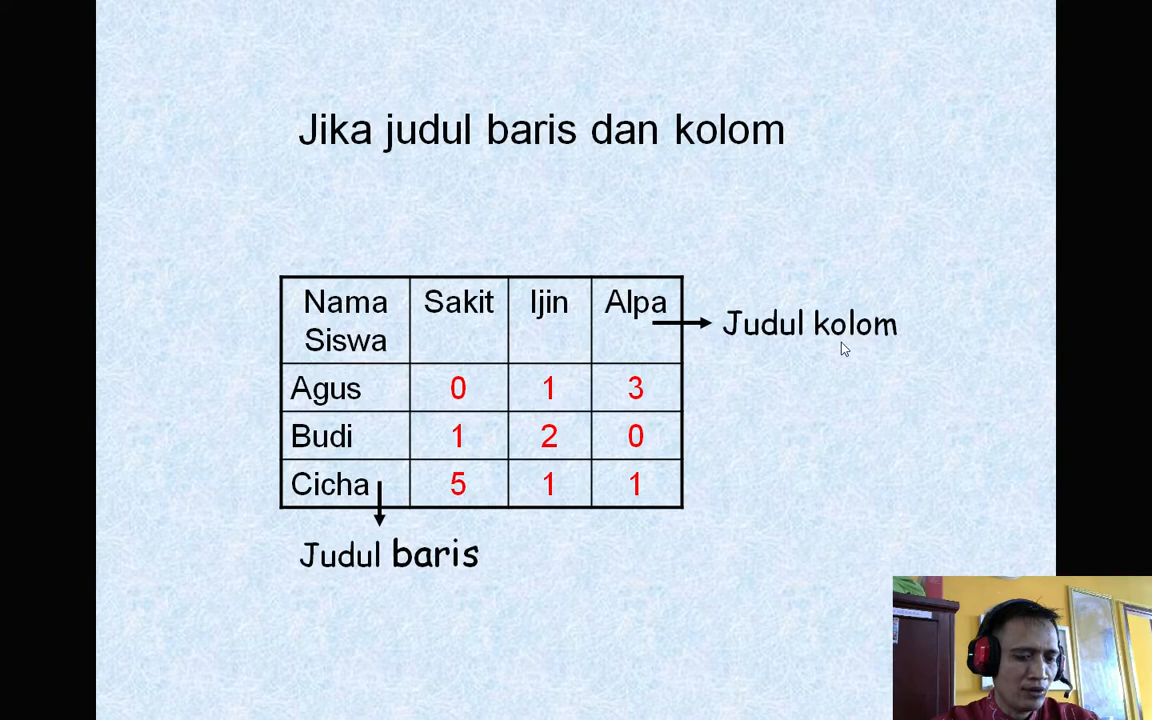 Jika judul baris dan kolom
Nama Siswa Sakit Ijin Alpa
Judul kolom
Agus 0 1 3
Budi 1 2 0
Cicha 5 1 1
Judul baris